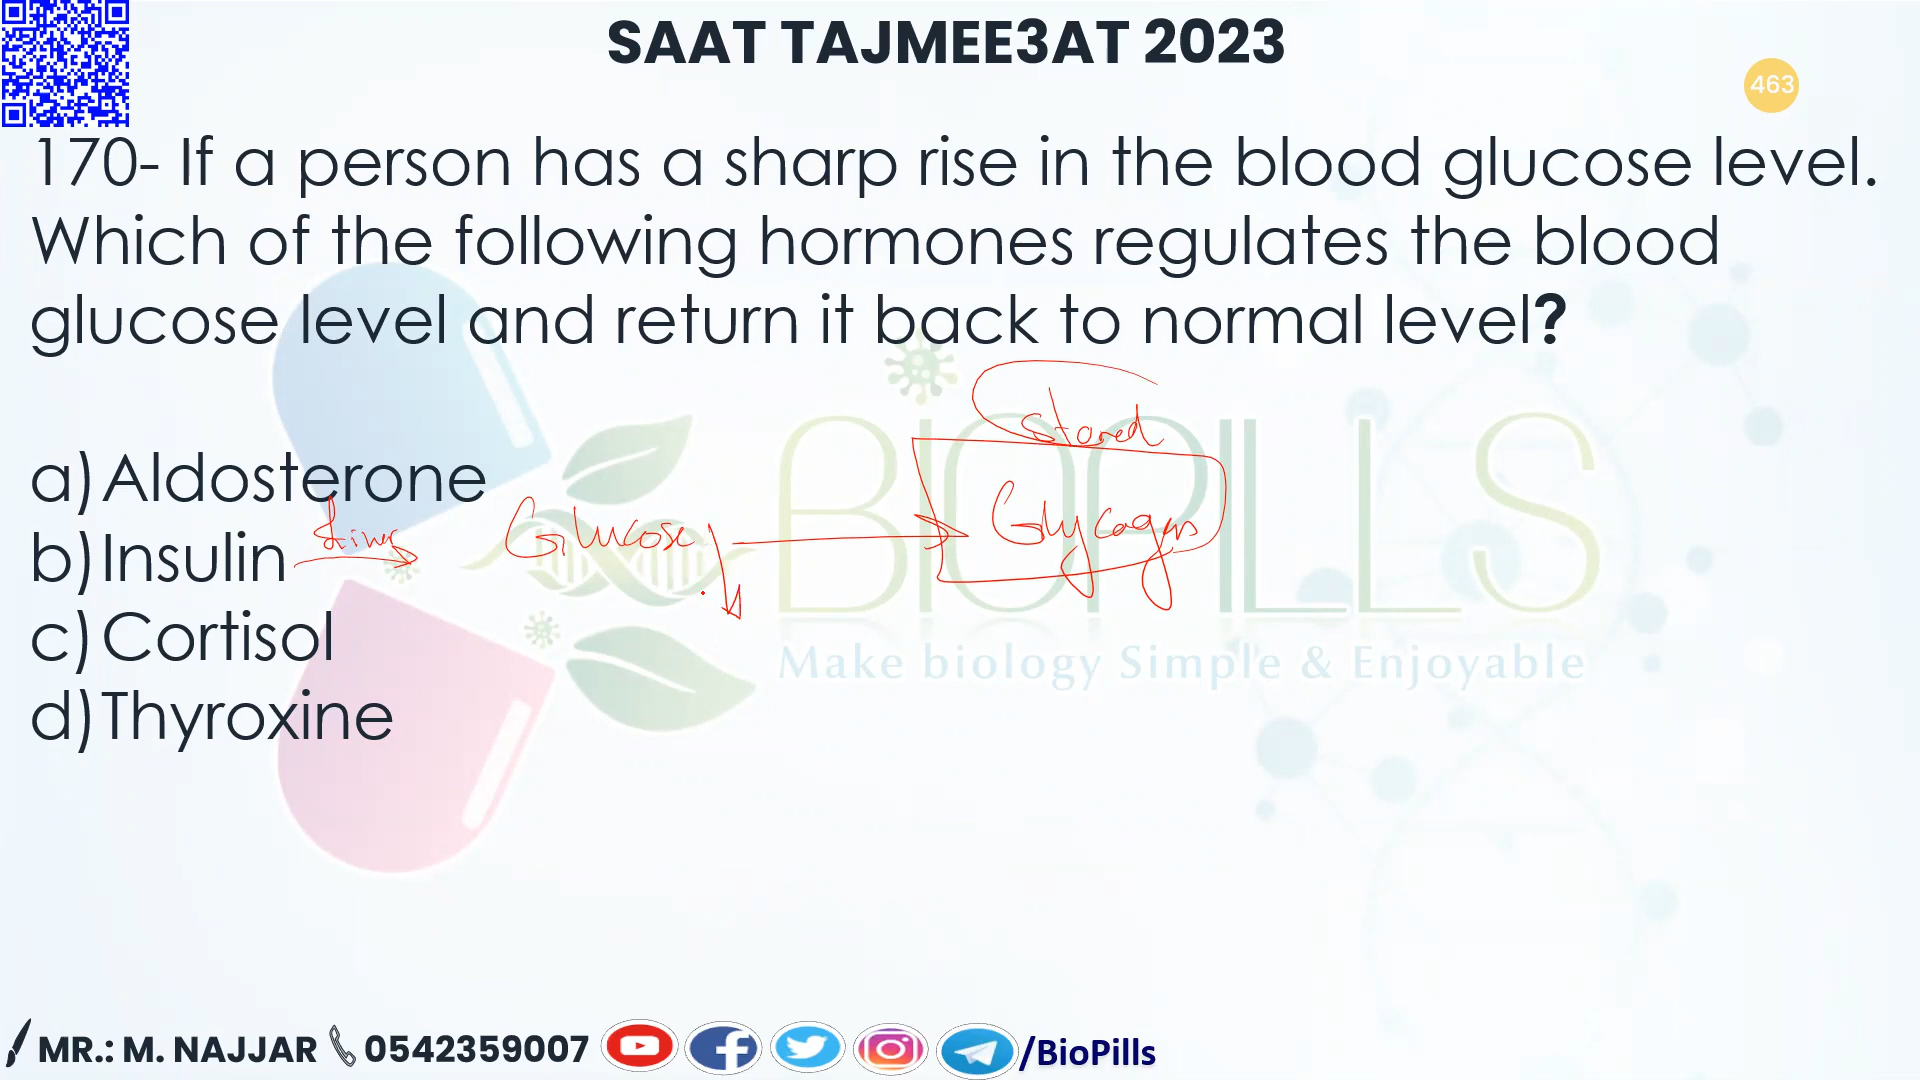 SAAT TAJMEE3AT 2023
463
170- If a person has a sharp rise in the blood glucose level.
Which of the following hormones regulates the blood
glucose level and return it back to normal level?
stored
a) Aldosterone
b) Insulin liver Glucose Glycogen
c) Cortisol
d) Thyroxine
BIOPILLS
Make biology Simple & Enjoyable
MR.: M. NAJJAR 0542359007 /BioPills